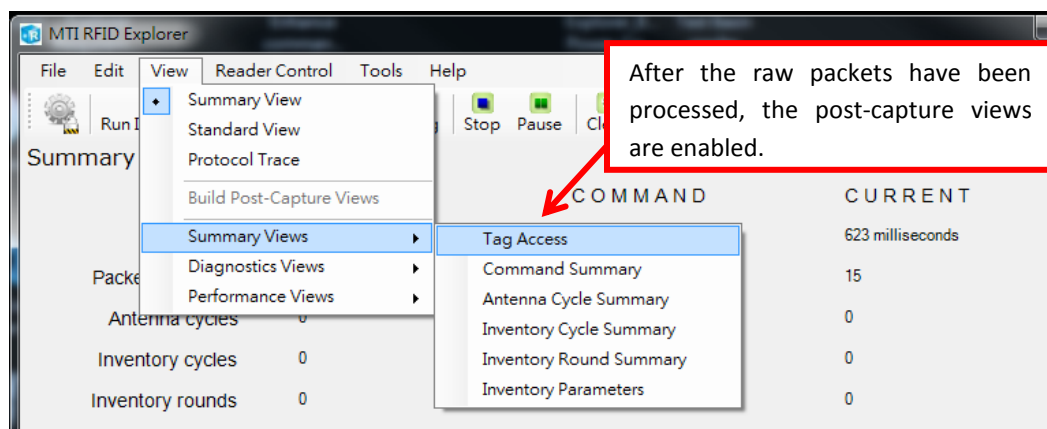 MTI RFID Explorer
File Edit View Reader Control Tools Help
After the raw packets have been
processed, the post-capture views
are enabled.
Run Stop Pause
Summary View
Standard View
Protocol Trace
Build Post-Capture Views
Summary Views
Diagnostics Views
Performance Views
Tag Access
Command Summary
Antenna Cycle Summary
Inventory Cycle Summary
Inventory Round Summary
Inventory Parameters
Summary
COMMAND CURRENT
623 milliseconds
15
Antenna cycles 0 0
Inventory cycles 0 0
Inventory rounds 0 0